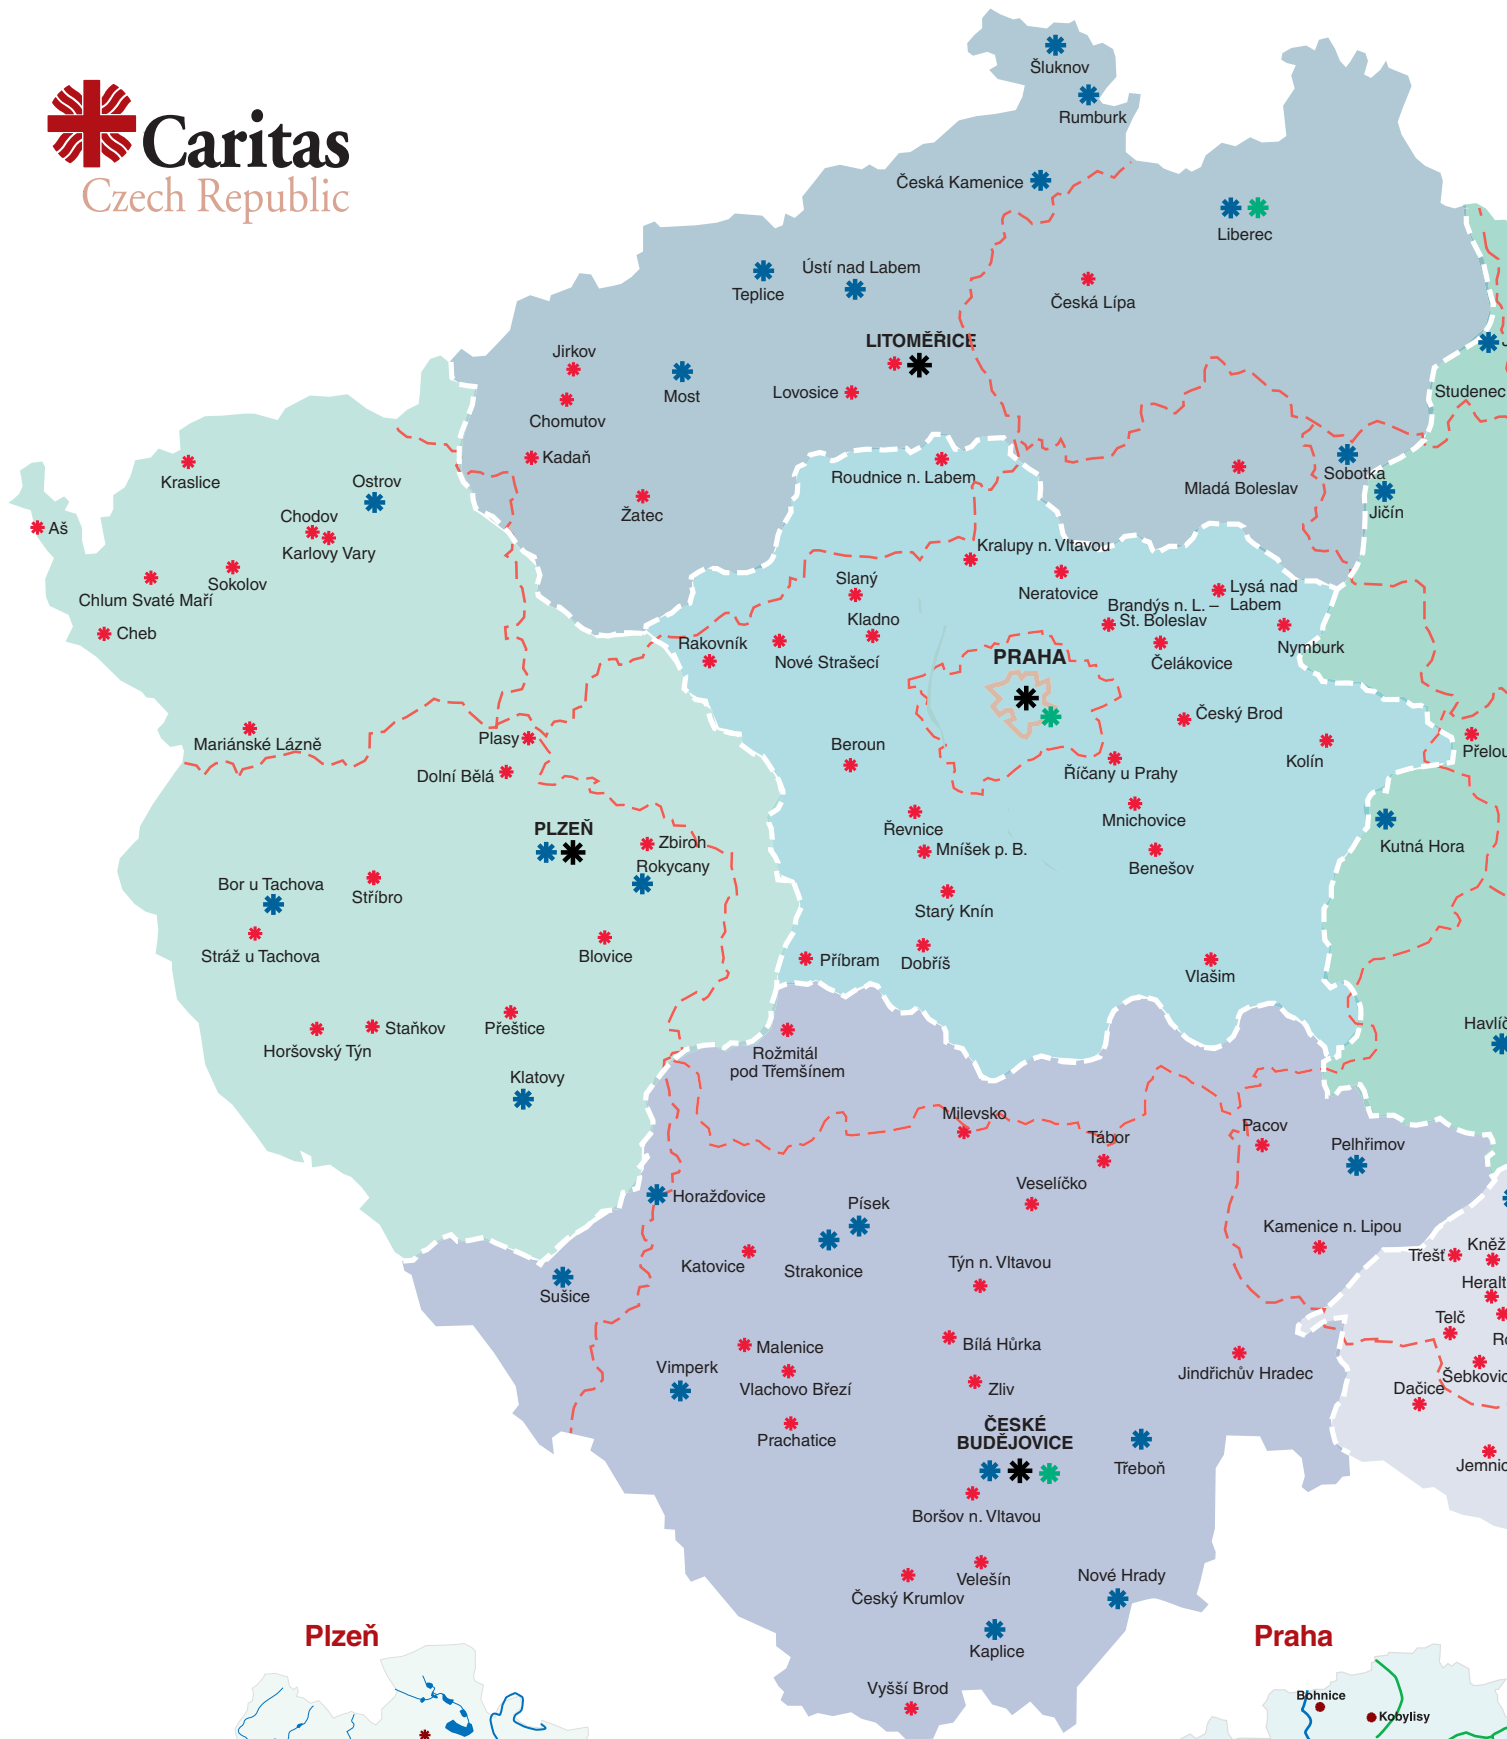 Caritas
Czech Republic
Šluknov
Rumburk
Česká Kamenice
Liberec
Ústí nad Labem
Teplice
Česká Lípa
LITOMĚŘICE
Jirkov
Most
Lovosice
Studenec
Chomutov
Kadaň
Roudnice n. Labem
Sobotka
Kraslice
Ostrov
Mladá Boleslav
Jičín
Žatec
Chodov
Aš
Karlovy Vary
Kralupy n. Vltavou
Slaný
Sokolov
Neratovice
Lysá nad
Labem
Chlum Svaté Maří
Brandýs n. L. –
St. Boleslav
Kladno
Cheb
Rakovník
Nymburk
Nové Strašecí
PRAHA
Čelákovice
Český Brod
Mariánské Lázně
Plasy
Beroun
Přelou
Kolín
Dolní Bělá
Říčany u Prahy
Mnichovice
PLZEŇ
Řevnice
Zbiroh
Kutná Hora
Mníšek p. B.
Rokycany
Benešov
Bor u Tachova
Stříbro
Starý Knín
Stráž u Tachova
Blovice
Příbram
Dobříš
Vlašim
Přeštice
Staňkov
Havlíč
Horšovský Týn
Rožmitál
pod Třemšínem
Klatovy
Milevsko
Pacov
Tábor
Pelhřimov
Veselíčko
Horažďovice
Písek
Kamenice n. Lipou
Kněž
Třešť
Katovice
Strakonice
Týn n. Vltavou
Heralt
Sušice
Telč
Bílá Hůrka
Malenice
Vimperk
Jindřichův Hradec
Šebkovic
Vlachovo Březí
Zliv
Dačice
ČESKÉ
BUDĚJOVICE
Prachatice
Třeboň
Jemnic
Boršov n. Vltavou
Velešín
Nové Hrady
Český Krumlov
Plzeň
Praha
Kaplice
Vyšší Brod
Bohnice
Kobylisy